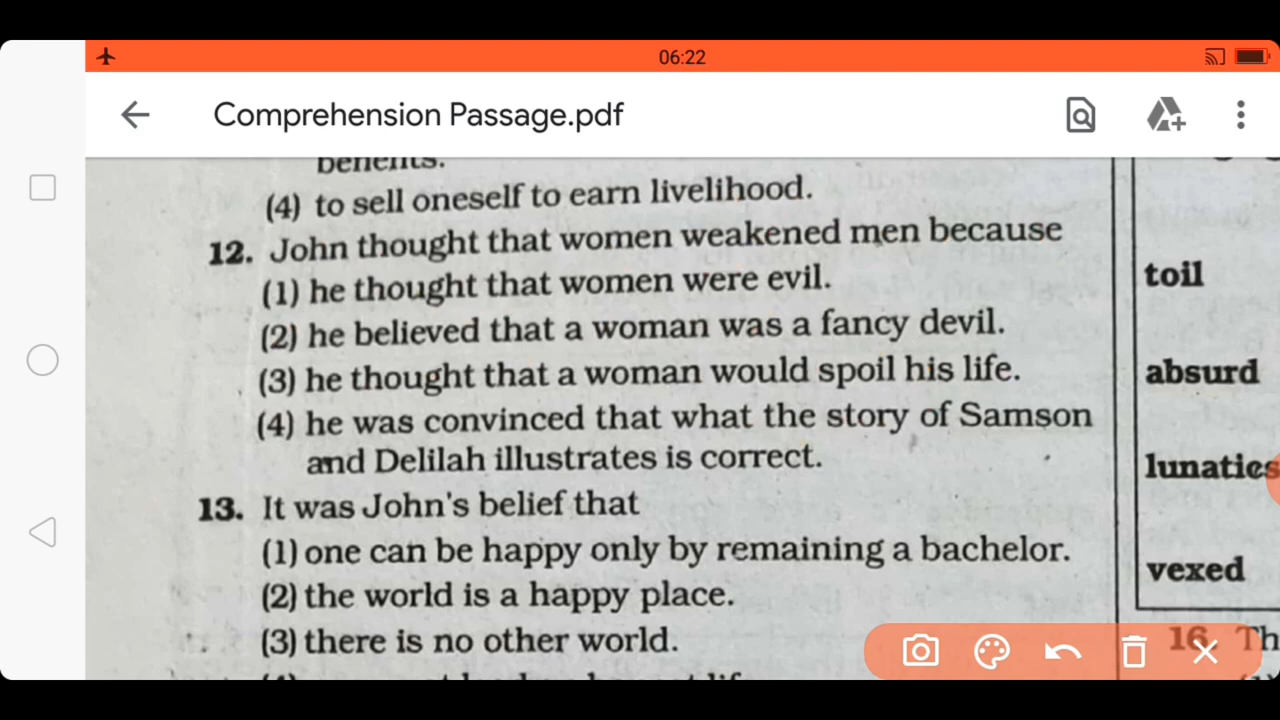 06:22
Comprehension Passage.pdf
benefits.
(4) to sell oneself to earn livelihood.
12. John thought that women weakened men because
(1) he thought that women were evil.
(2) he believed that a woman was a fancy devil.
(3) he thought that a woman would spoil his life.
(4) he was convinced that what the story of Samson
and Delilah illustrates is correct.
13. It was John's belief that
(1) one can be happy only by remaining a bachelor.
(2) the world is a happy place.
(3) there is no other world.
toil
absurd
lunatics
vexed
16. Th